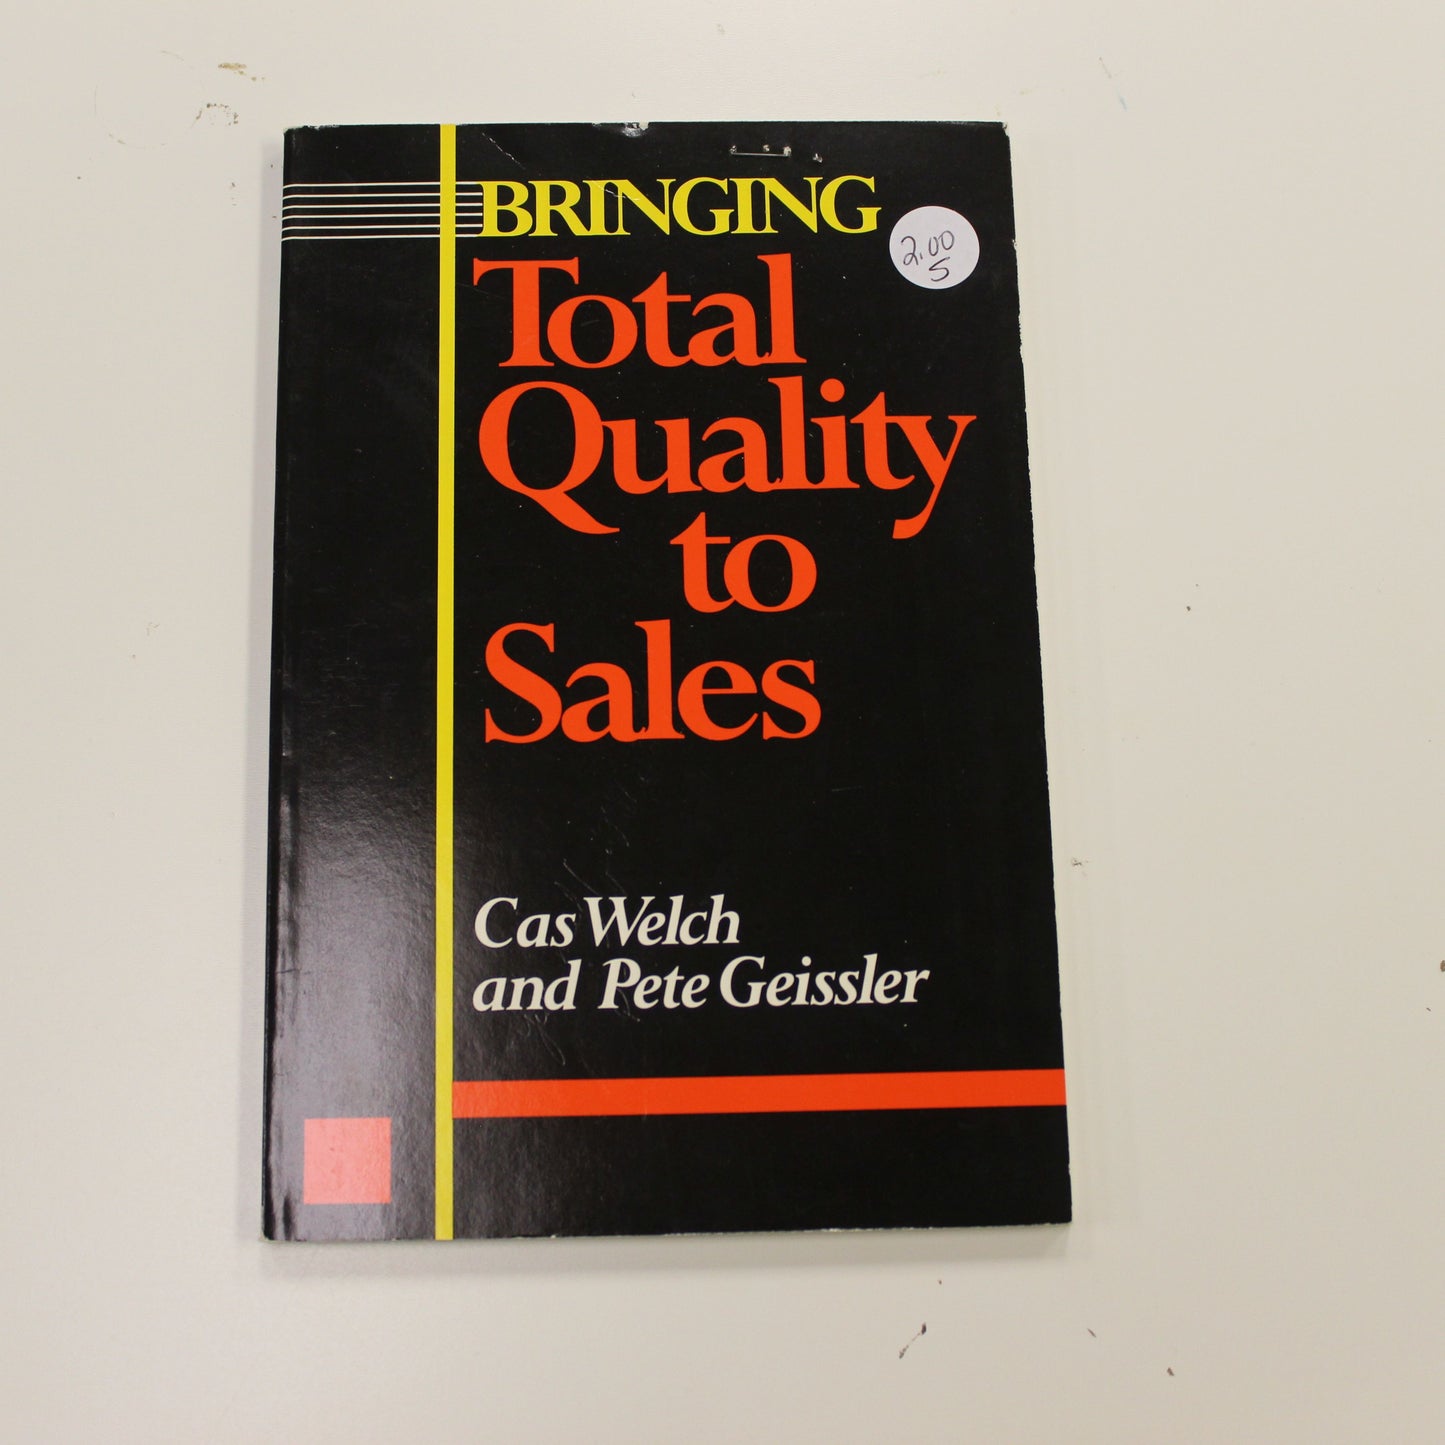 BRINGING
2.00
5
Total
Quality
to
Sales
Cas Welch
and Pete Geissler